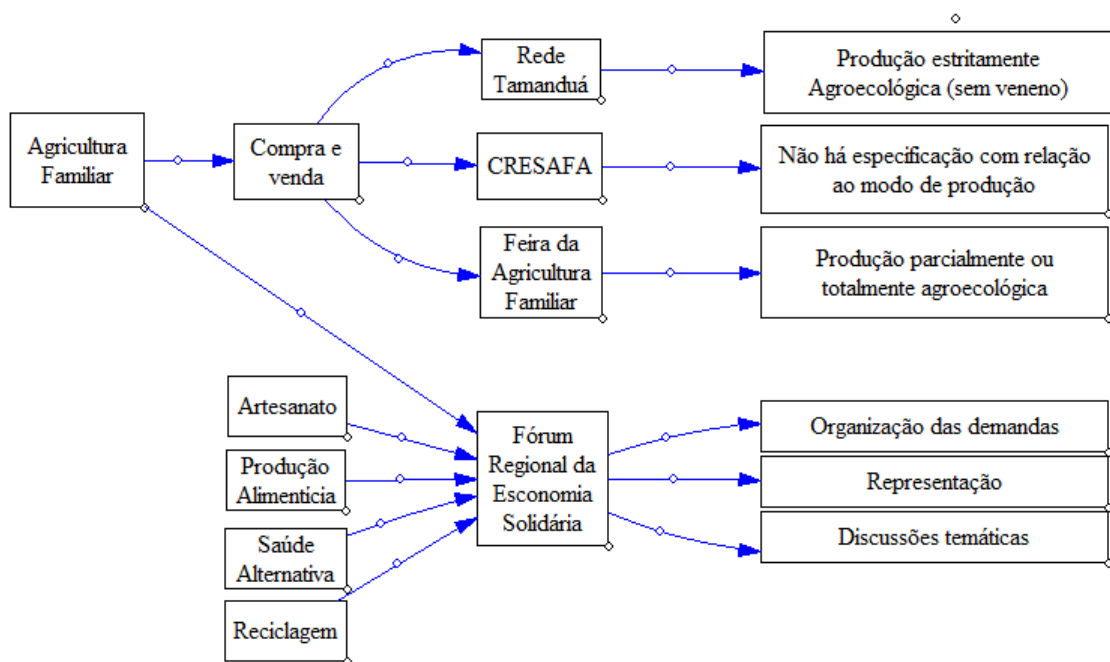 Agricultura
Familiar
Compra e
venda
Rede
Tamanduá
Produção estritamente
Agroecológica (sem veneno)
CRESAFA
Não há especificação com relação
ao modo de produção
Feira da
Agricultura
Familiar
Produção parcialmente ou
totalmente agroecológica
Artesanato
Produção
Alimentícia
Saúde
Alternativa
Reciclagem
Fórum
Regional da
Esconomia
Solidária
Organização das demandas
Representação
Discussões temáticas